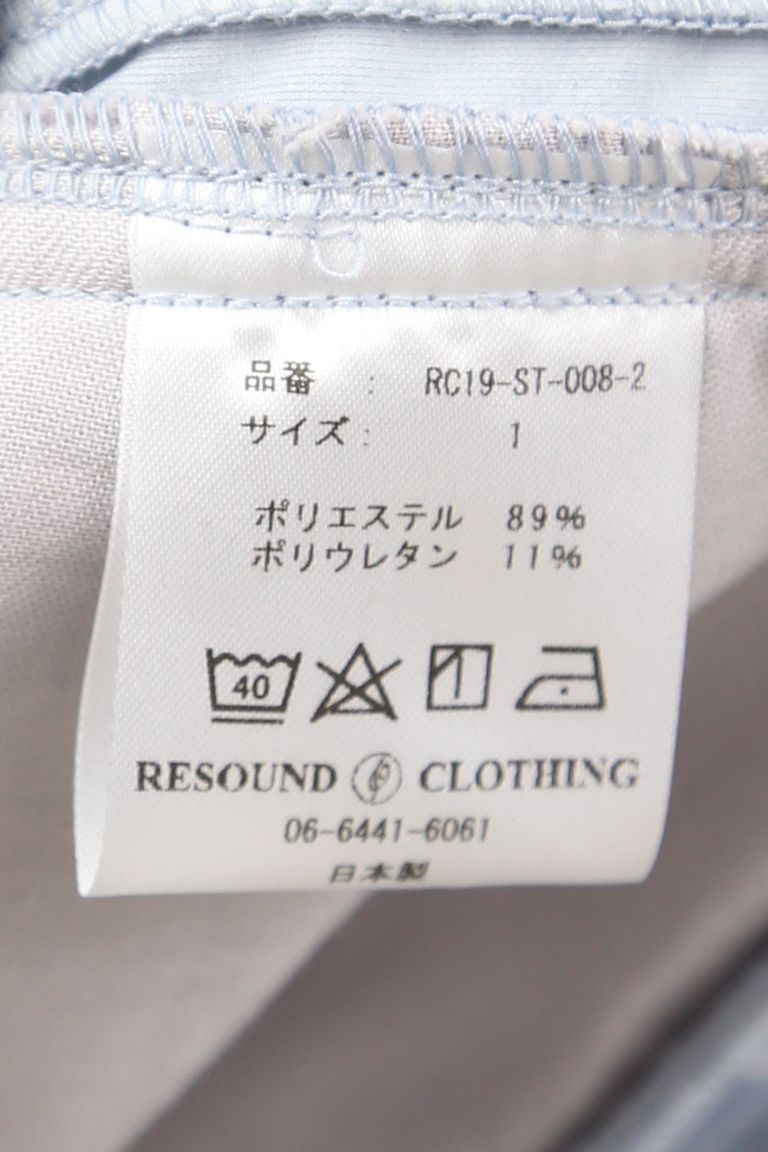 品番 : RC19-ST-008-2
サイズ: 1
ポリエステル 89%
ポリウレタン 11%
40
RESOUND CLOTHING
06-6441-6061
日本製